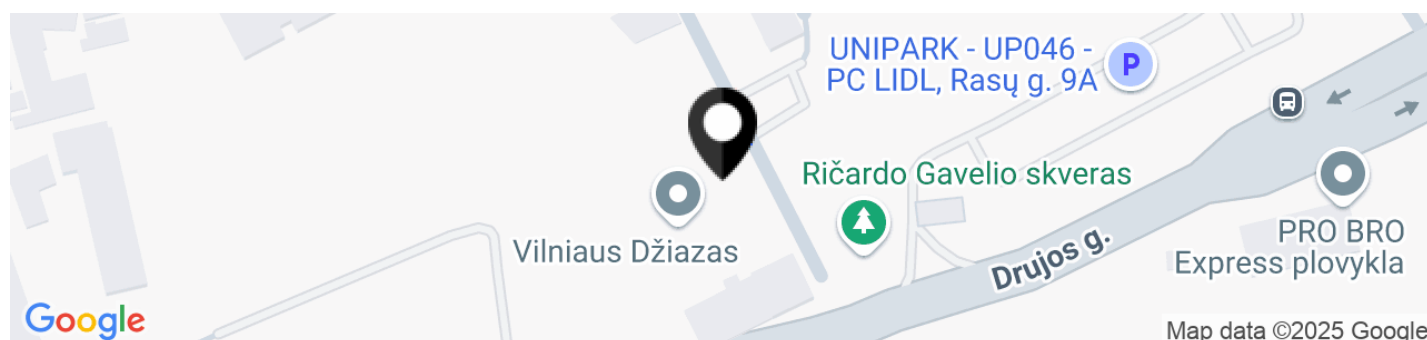 UNIPARK - UP046 -
PC LIDL, Rasų g. 9A
P
Ričardo Gavelio skveras
Vilniaus Džiazas
Drujos g.
PRO BRO
Express plovykla
Google
Map data ©2025 Google